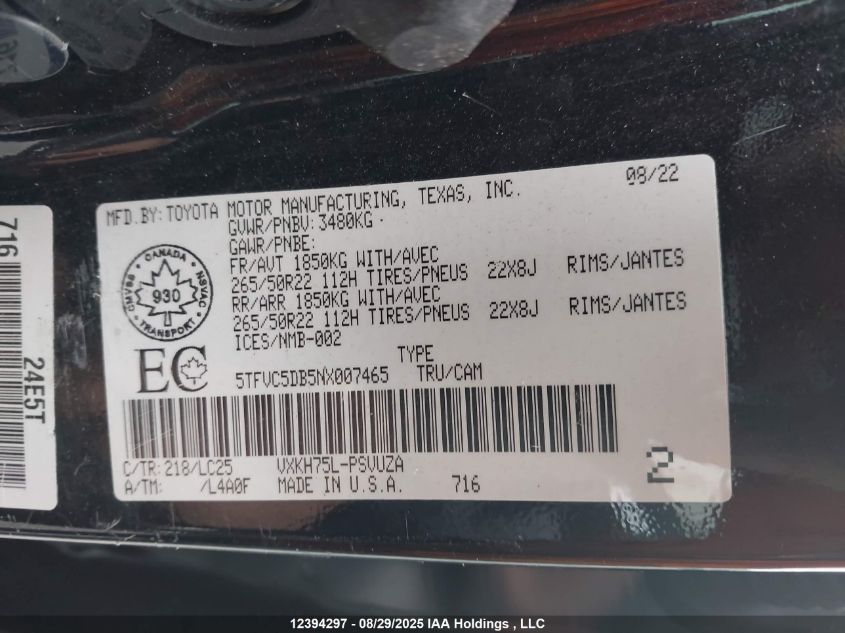 MFD.BY: TOYOTA MOTOR MANUFACTURING, TEXAS, INC. 08/22
GVWR/PNBV: 3480KG
GAWR/PNBE:
FR/AVT 1850KG WITH/AVEC
265/50R22 112H TIRES/PNEUS 22X8J RIMS/JANTES
RR/ARR 1850KG WITH/AVEC
265/50R22 112H TIRES/PNEUS 22X8J RIMS/JANTES
ICES/NMB-002
TYPE
5TFVC5DB5NX007465 TRU/CAM
CANADA
CMVSS 930 NSVAC
TRANSPORT
EC
C/TR: 218/LC25 VXKH75L-PSVUZA
A/TM: /L4A0F MADE IN U.S.A. 716
2
716
24E5T
12394297 - 08/29/2025 IAA Holdings , LLC